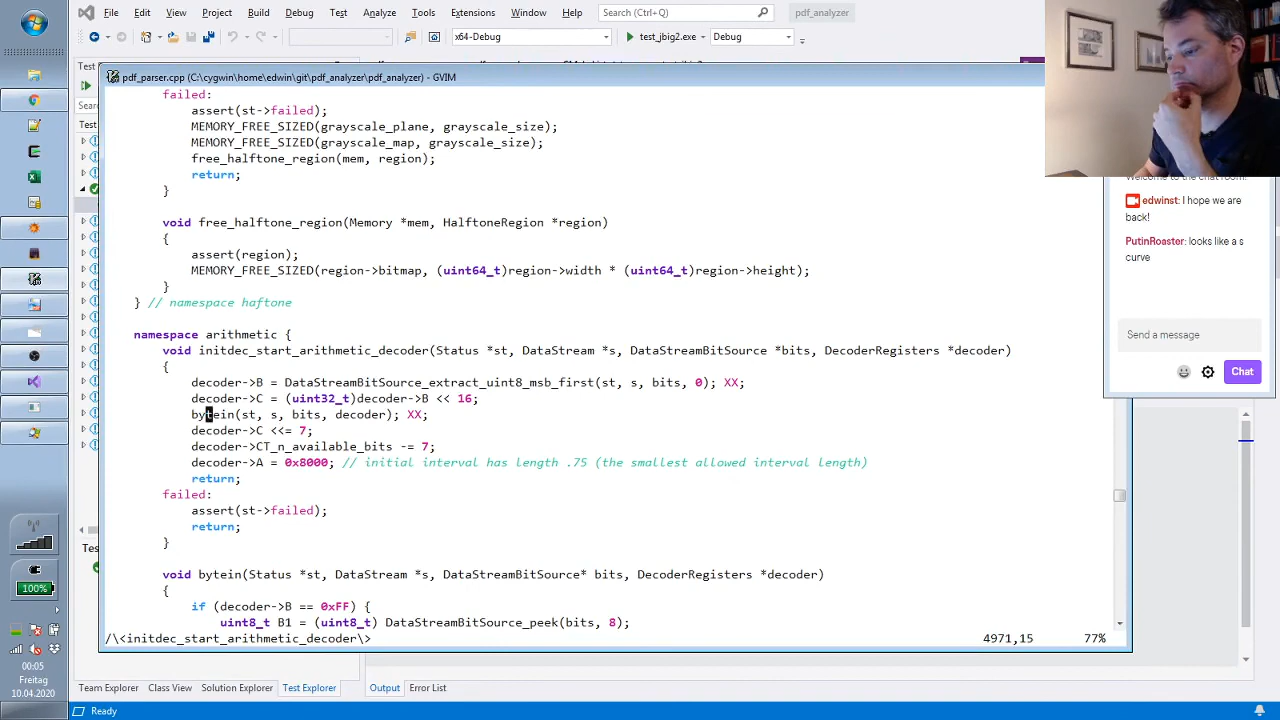 File Edit View Project Build Debug Test Analyze Tools Extensions Window Help Search (Ctrl+Q) pdf_analyzer
x64-Debug test_jbig2.exe Debug
Test
pdf_parser.cpp (C:\cygwin\home\edwin\git\pdf_analyzer\pdf_analyzer) - GVIM
failed:
assert(st->failed);
MEMORY_FREE_SIZED(grayscale_plane, grayscale_size);
MEMORY_FREE_SIZED(grayscale_map, grayscale_size);
free_halftone_region(mem, region);
return;
}
void free_halftone_region(Memory *mem, HalftoneRegion *region)
{
assert(region);
MEMORY_FREE_SIZED(region->bitmap, (uint64_t)region->width * (uint64_t)region->height);
}
} // namespace haftone
namespace arithmetic {
void initdec_start_arithmetic_decoder(Status *st, DataStream *s, DataStreamBitSource *bits, DecoderRegisters *decoder)
{
decoder->B = DataStreamBitSource_extract_uint8_msb_first(st, s, bits, 0); XX;
decoder->C = (uint32_t)decoder->B << 16;
bytein(st, s, bits, decoder); XX;
decoder->C <<= 7;
decoder->CT_n_available_bits -= 7;
decoder->A = 0x8000; // initial interval has length .75 (the smallest allowed interval length)
return;
failed:
assert(st->failed);
return;
}
void bytein(Status *st, DataStream *s, DataStreamBitSource* bits, DecoderRegisters *decoder)
{
if (decoder->B == 0xFF) {
uint8_t B1 = (uint8_t) DataStreamBitSource_peek(bits, 8);
/\<initdec_start_arithmetic_decoder\> 4971,15 77%
Welcome to the chat room!
edwinst: I hope we are
back!
PutinRoaster: looks like a s
curve
Send a message
Chat
Team Explorer Class View Solution Explorer Test Explorer Output Error List
Ready
100%
00:05
Freitag
10.04.2020